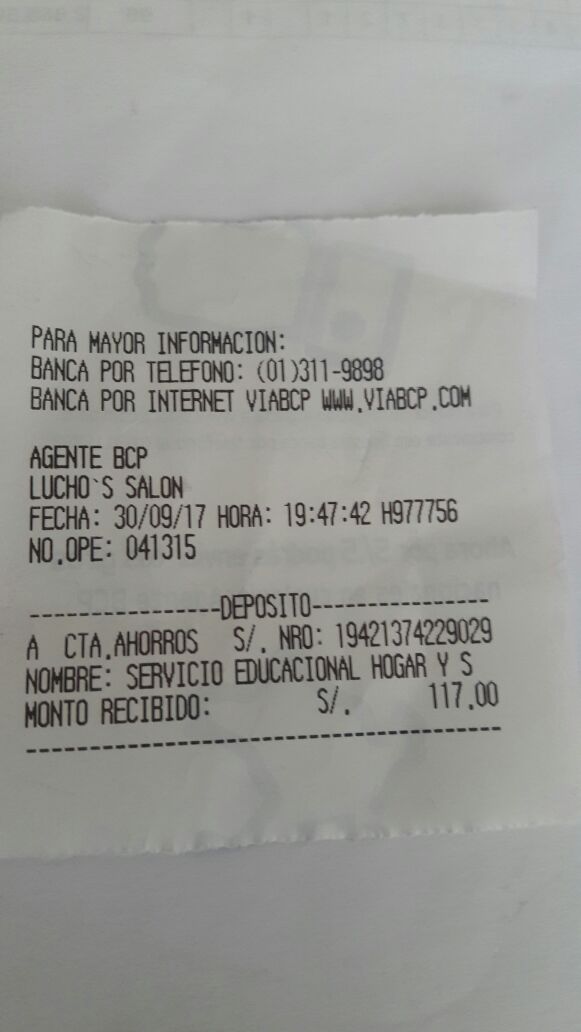 PARA MAYOR INFORMACION:
BANCA POR TELEFONO: (01)311-9898
BANCA POR INTERNET VIABCP WWW.VIABCP.COM
AGENTE BCP
LUCHO`S SALON
FECHA: 30/09/17 HORA: 19:47:42 H977756
NO.OPE: 041315
-----------------DEPOSITO----------------
A CTA.AHORROS S/. NRO: 19421374229029
NOMBRE: SERVICIO EDUCACIONAL HOGAR Y S
MONTO RECIBIDO: S/. 117.00
-----------------------------------------